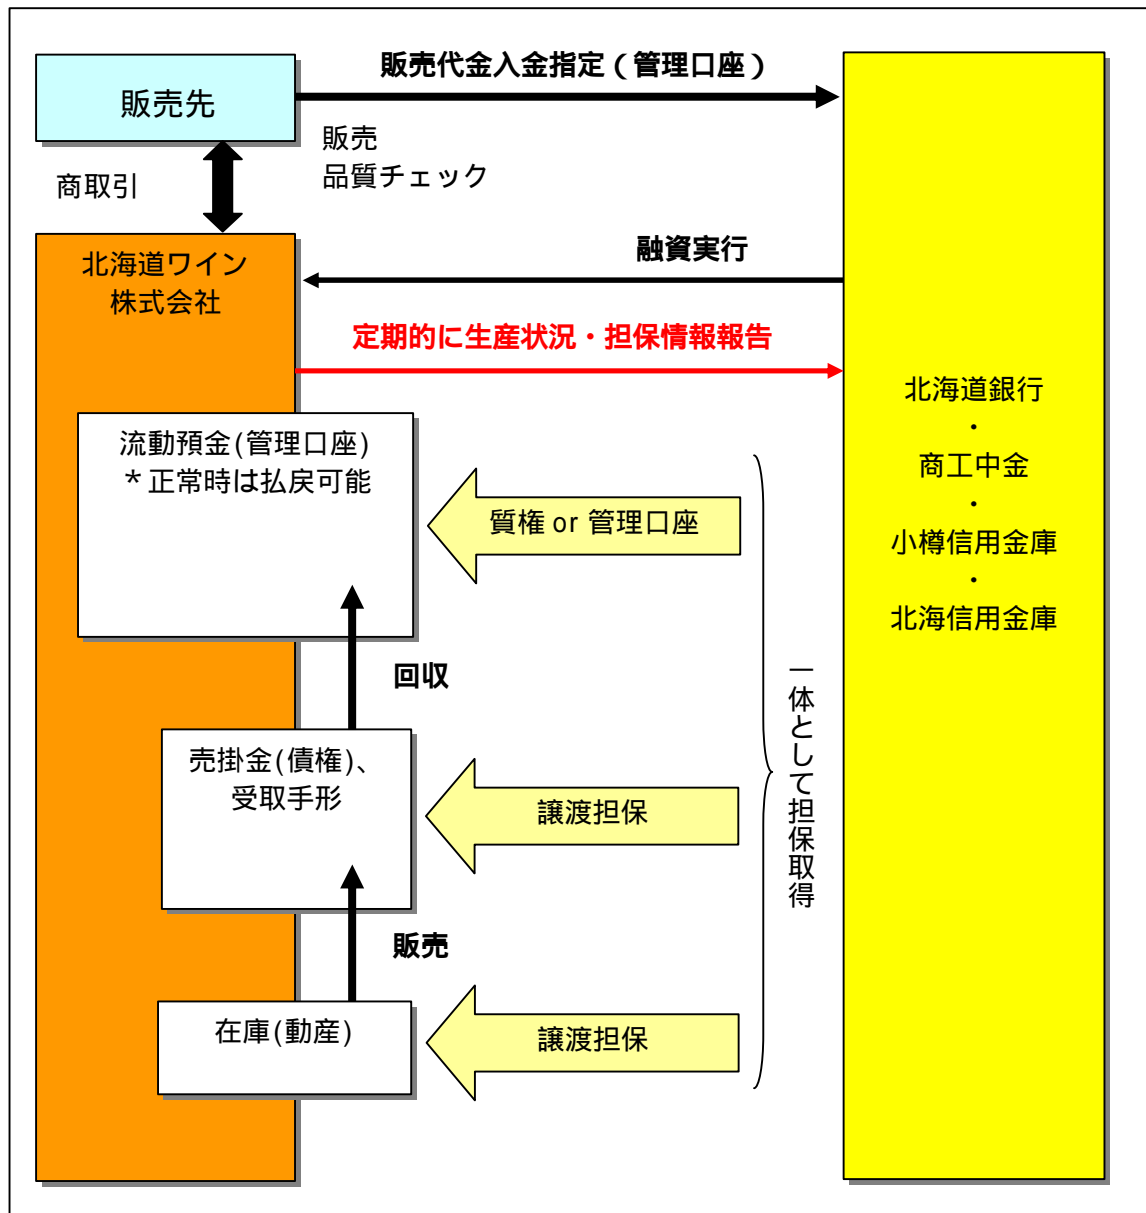 販売先
販売代金入金指定（管理口座）
販売
品質チェック
商取引
北海道ワイン
株式会社
融資実行
定期的に生産状況・担保情報報告
流動預金(管理口座)
＊正常時は払戻可能
質権 or 管理口座
回収
売掛金(債権)、
受取手形
譲渡担保
販売
在庫(動産)
譲渡担保
一体として担保取得
北海道銀行
・
商工中金
・
小樽信用金庫
・
北海信用金庫